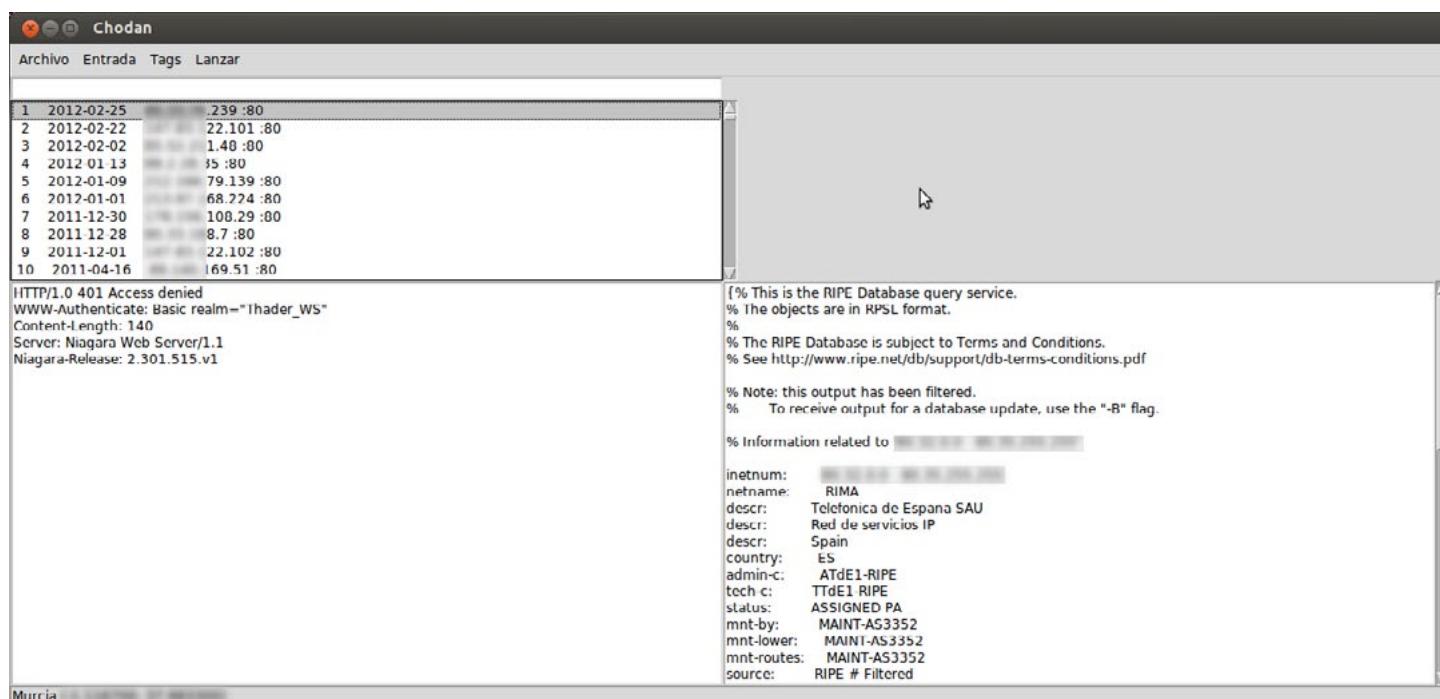 Chodan
Archivo Entrada Tags Lanzar
1 2012-02-25 .239 :80
2 2012-02-22 22.101 :80
3 2012-02-02 1.48 :80
4 2012-01-13 35 :80
5 2012-01-09 79.139 :80
6 2012-01-01 68.224 :80
7 2011-12-30 108.29 :80
8 2011-12-28 8.7 :80
9 2011-12-01 22.102 :80
10 2011-04-16 169.51 :80
HTTP/1.0 401 Access denied
WWW-Authenticate: Basic realm="Thader_WS"
Content-Length: 140
Server: Niagara Web Server/1.1
Niagara-Release: 2.301.515.v1
{% This is the RIPE Database query service.
% The objects are in RPSL format.
%
% The RIPE Database is subject to Terms and Conditions.
% See http://www.ripe.net/db/support/db-terms-conditions.pdf
% Note: this output has been filtered.
% To receive output for a database update, use the "-B" flag.
% Information related to
inetnum:
netname: RIMA
descr: Telefonica de Espana SAU
descr: Red de servicios IP
descr: Spain
country: ES
admin-c: ATdE1-RIPE
tech-c: TTdE1-RIPE
status: ASSIGNED PA
mnt-by: MAINT-AS3352
mnt-lower: MAINT-AS3352
mnt-routes: MAINT-AS3352
source: RIPE # Filtered
Murcia